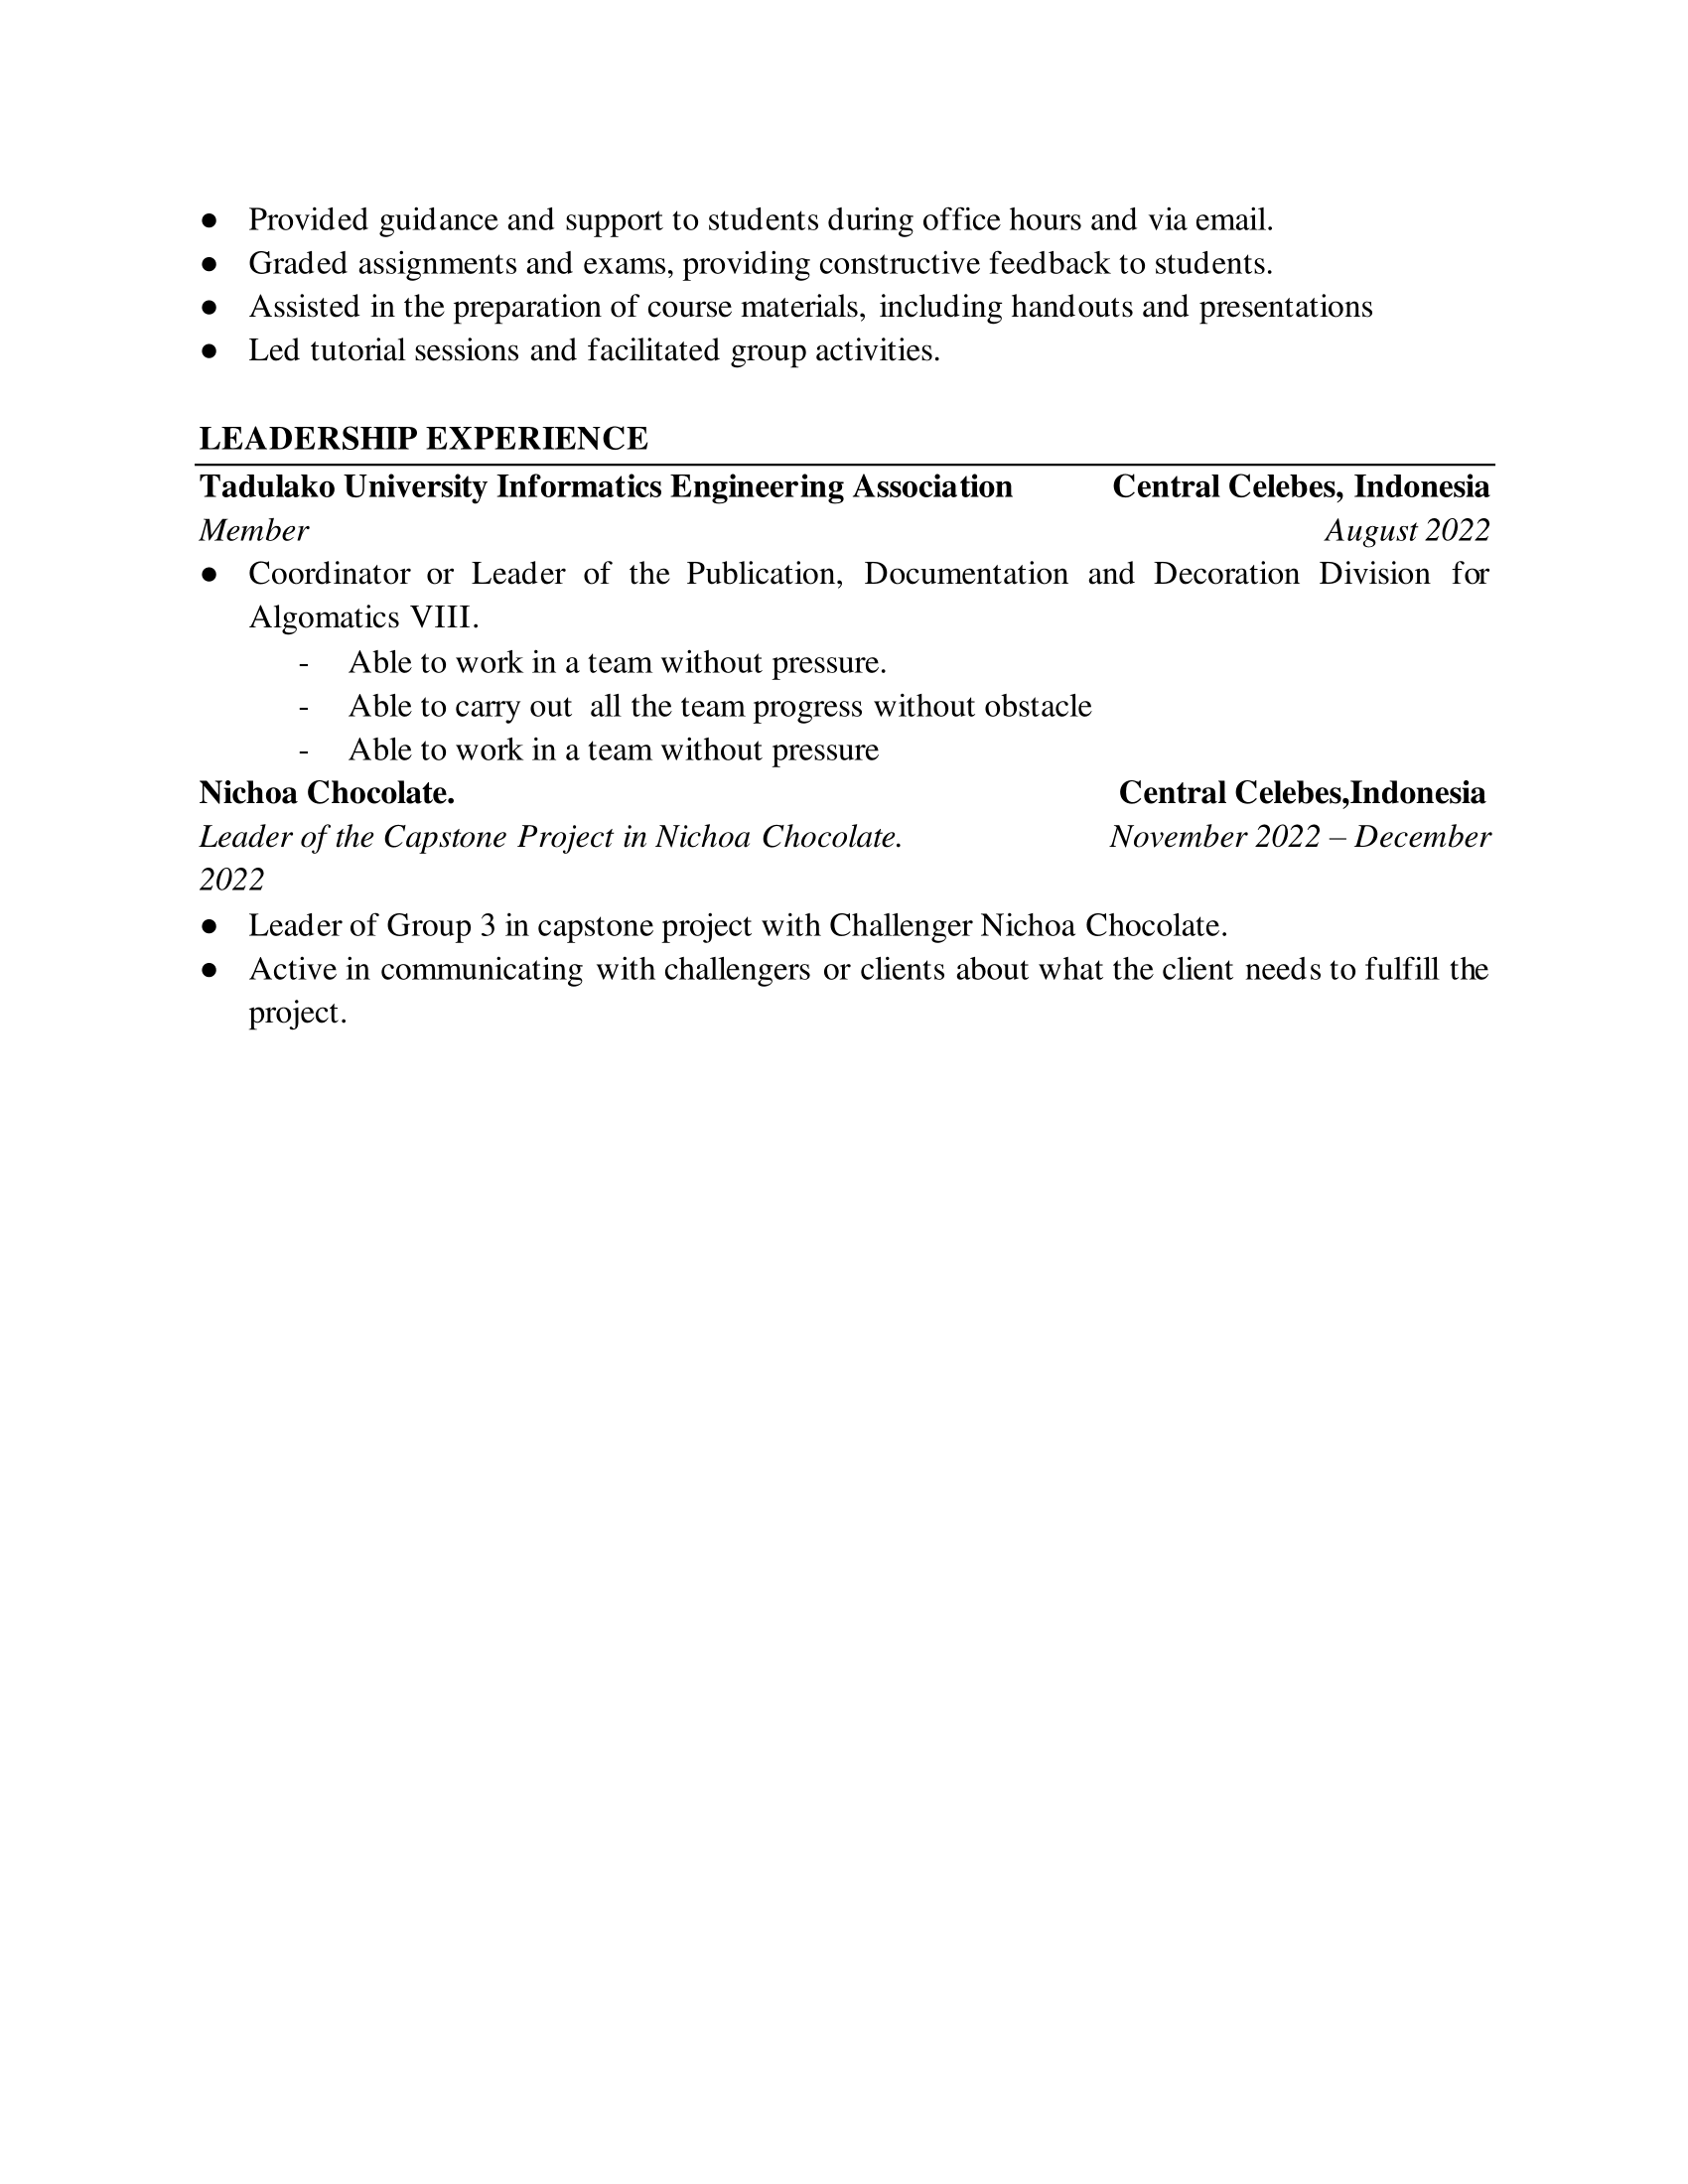 ● Provided guidance and support to students during office hours and via email.
● Graded assignments and exams, providing constructive feedback to students.
● Assisted in the preparation of course materials, including handouts and presentations
● Led tutorial sessions and facilitated group activities.
LEADERSHIP EXPERIENCE
Tadulako University Informatics Engineering Association Central Celebes, Indonesia
Member August 2022
● Coordinator or Leader of the Publication, Documentation and Decoration Division for
Algomatics VIII.
- Able to work in a team without pressure.
- Able to carry out all the team progress without obstacle
- Able to work in a team without pressure
Nichoa Chocolate. Central Celebes,Indonesia
Leader of the Capstone Project in Nichoa Chocolate. November 2022 – December
2022
● Leader of Group 3 in capstone project with Challenger Nichoa Chocolate.
● Active in communicating with challengers or clients about what the client needs to fulfill the
project.